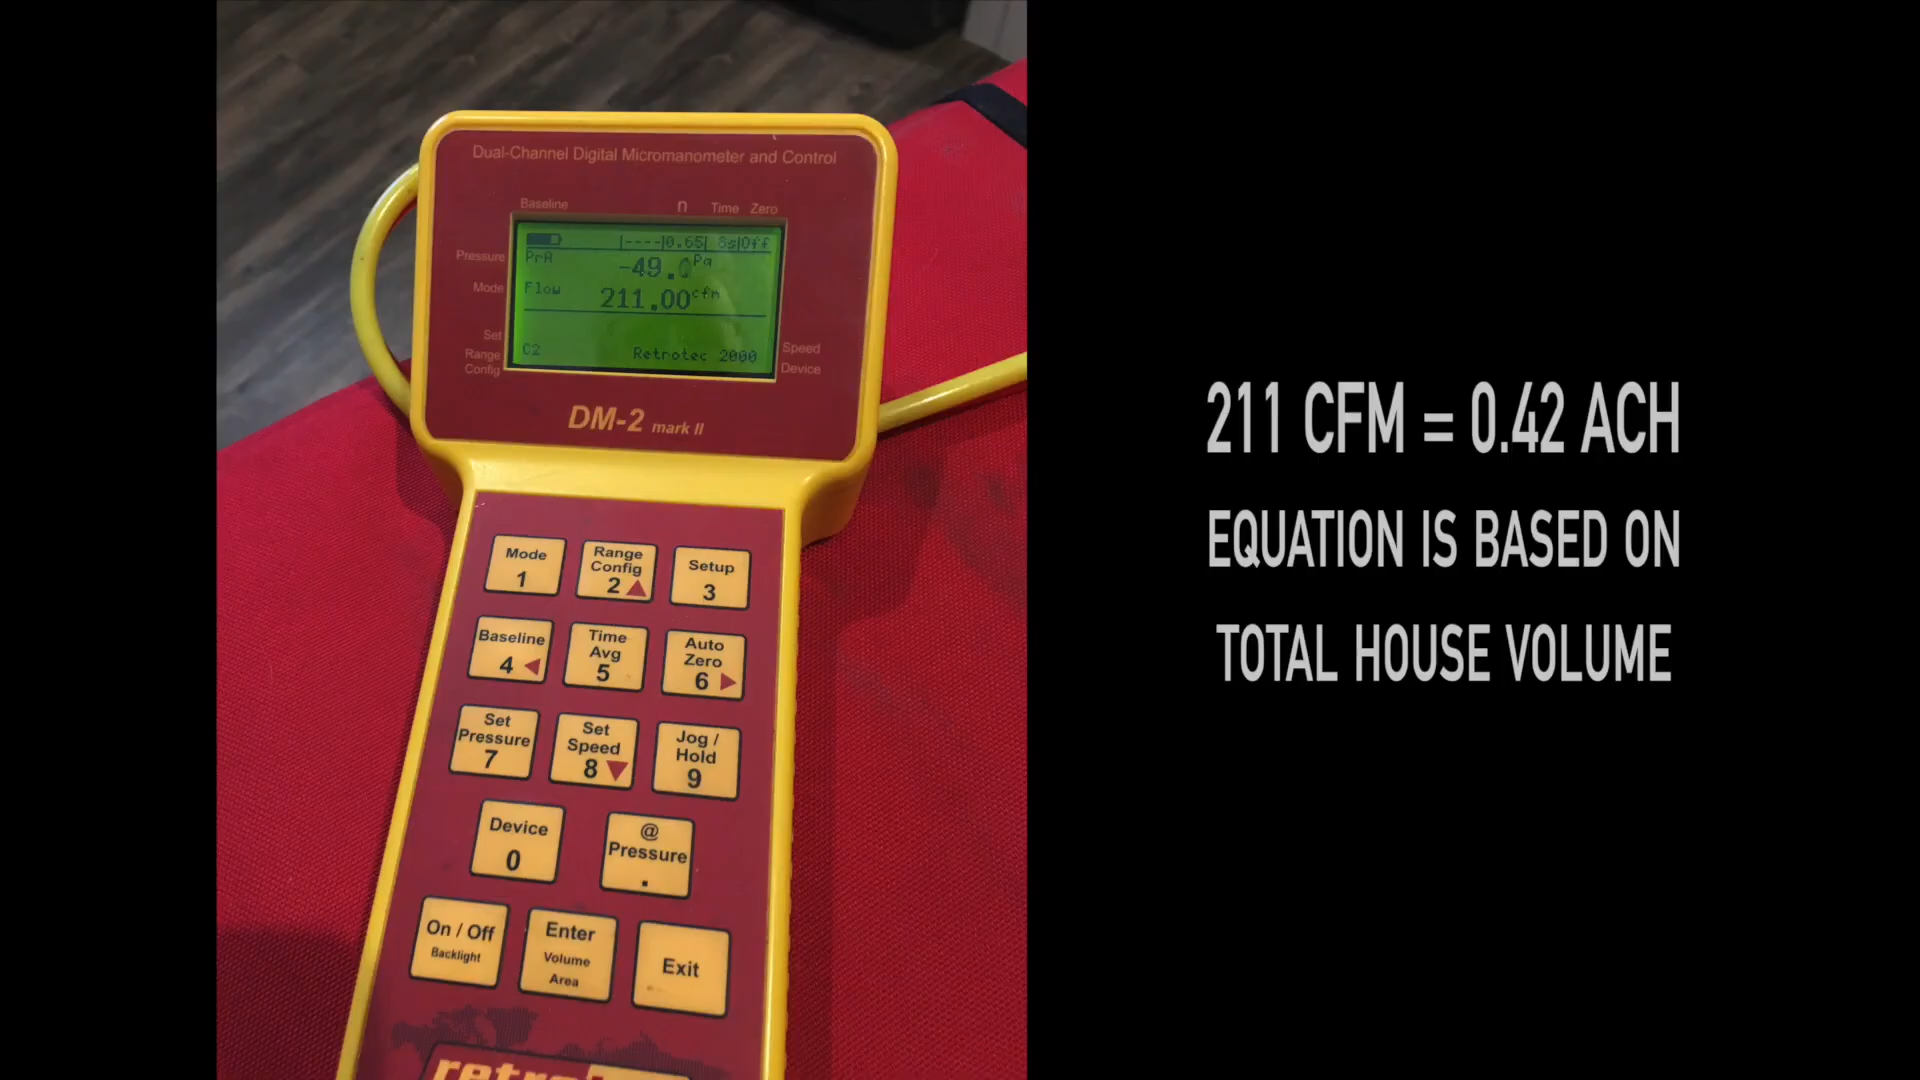 Dual-Channel Digital Micromanometer and Control
Baseline n Time Zero
|----|0.65| 8s|Off
Pressure
PrA -49.0 Pa
Mode
Flow 211.00 cfm
Set
Range
Config
C2 Retrotec 2000
Speed
Device
DM-2 mark II
Mode
1
Range
Config
2
Setup
3
Baseline
4
Time
Avg
5
Auto
Zero
6
Set
Pressure
7
Set
Speed
8
Jog /
Hold
9
Device
0
@
Pressure
.
On / Off
Backlight
Enter
Volume
Area
Exit
211 CFM = 0.42 ACH
EQUATION IS BASED ON
TOTAL HOUSE VOLUME